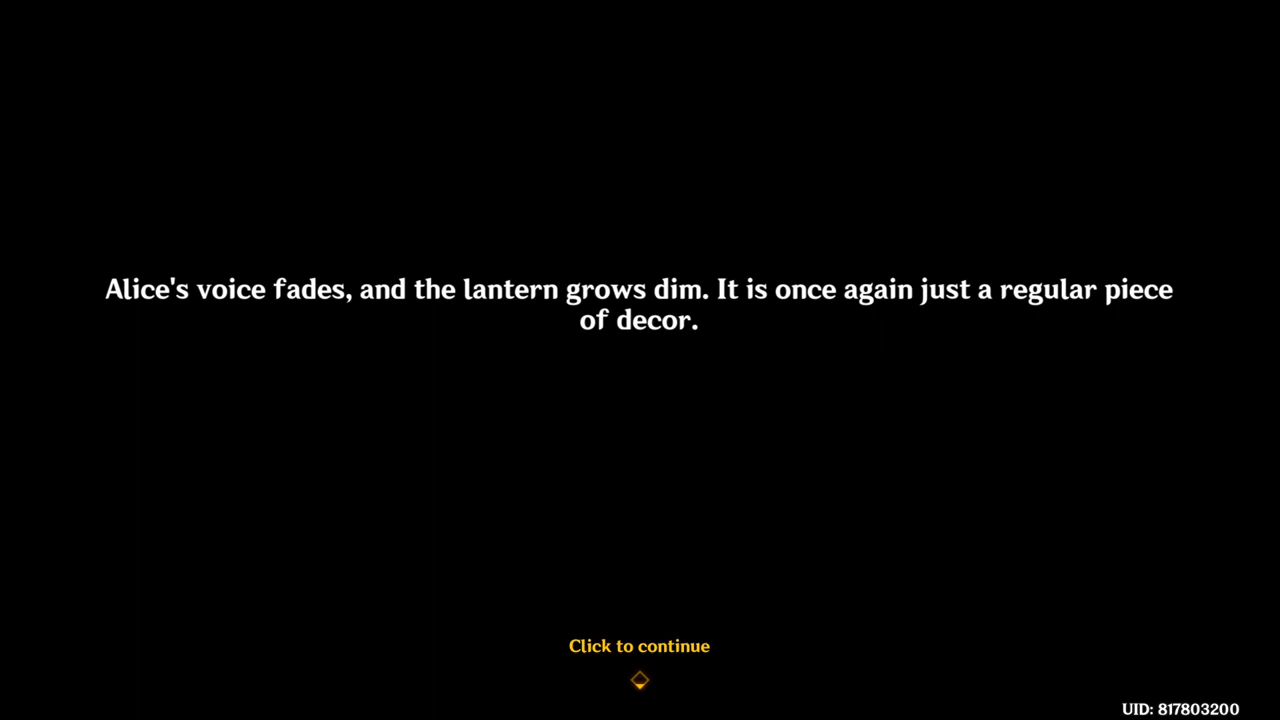 Alice's voice fades, and the lantern grows dim. It is once again just a regular piece
of decor.
Click to continue
UID: 817803200